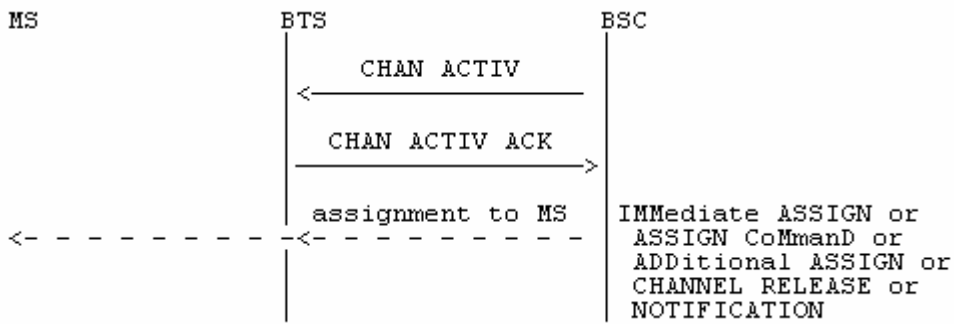 MS BTS BSC
CHAN ACTIV
CHAN ACTIV ACK
assignment to MS IMMediate ASSIGN or
ASSIGN CoMmanD or
ADDitional ASSIGN or
CHANNEL RELEASE or
NOTIFICATION